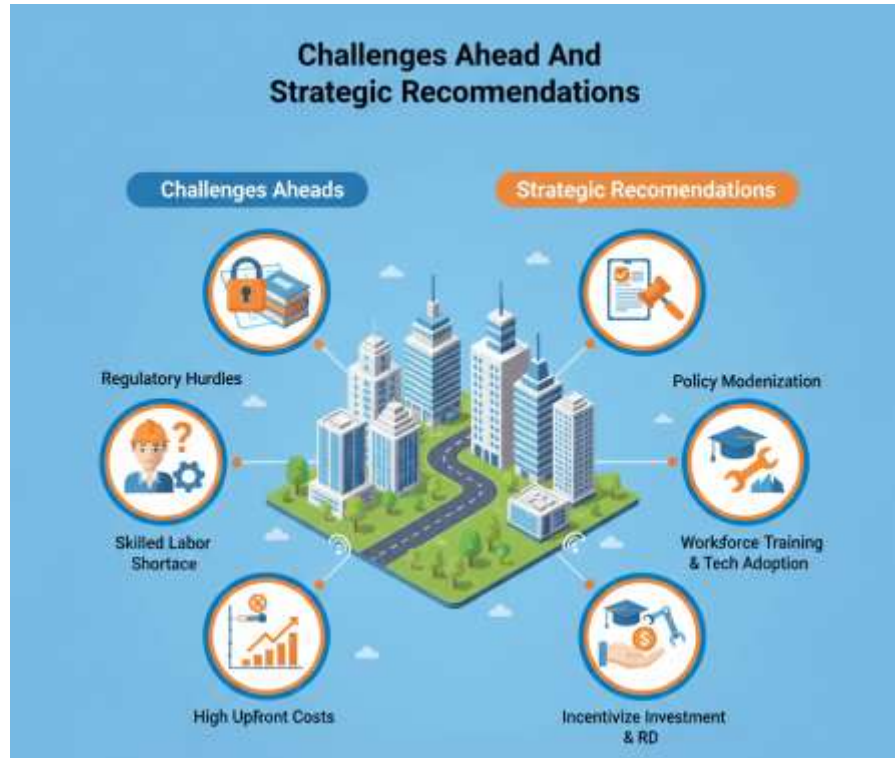 Challenges Ahead And
Strategic Recommendations
Challenges Aheads
Strategic Recomendations
Regulatory Hurdles
Policy Modenization
Skilled Labor
Shortace
Workforce Training
& Tech Adoption
High Upfront Costs
Incentivize Investment
& RD